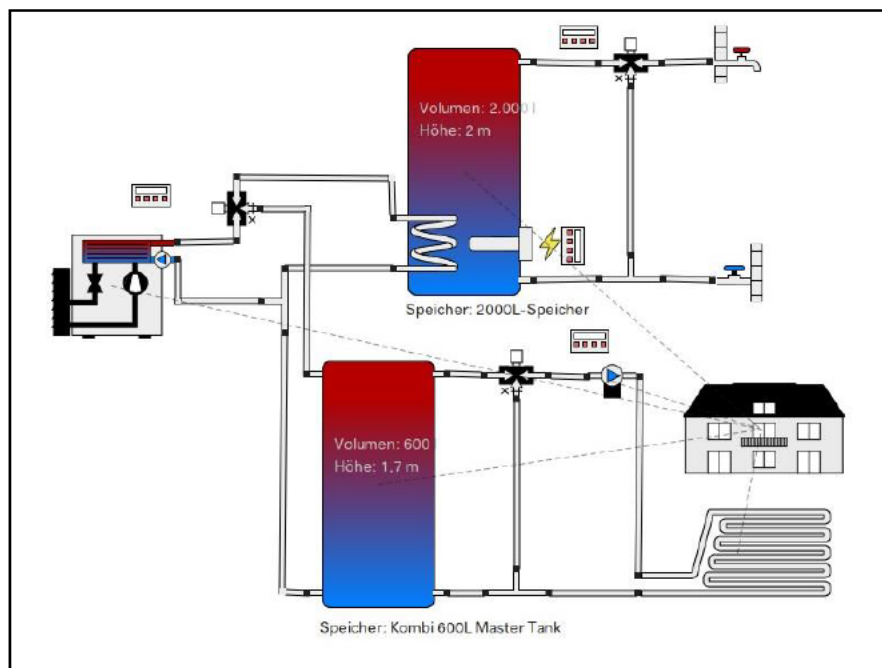 Volumen: 2.000 l
Höhe: 2 m
Speicher: 2000L-Speicher
Volumen: 600 l
Höhe: 1.7 m
Speicher: Kombi 600L Master Tank